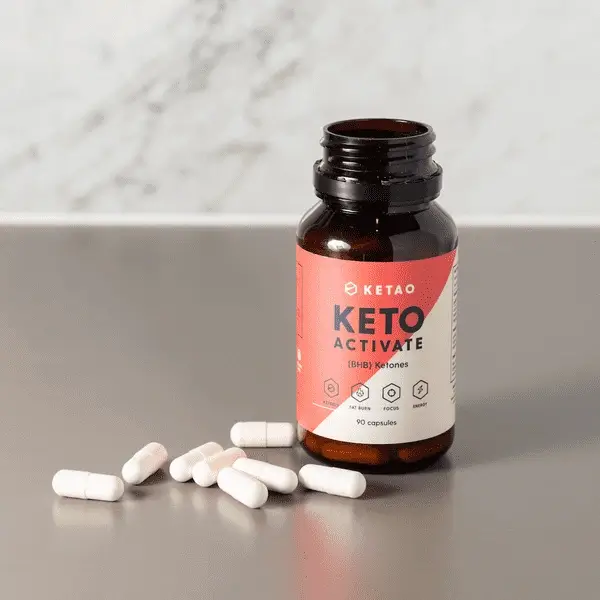 KETAO
KETO
ACTIVATE
(BHB) Ketones
FAT BURN FOCUS ENERGY
90 capsules